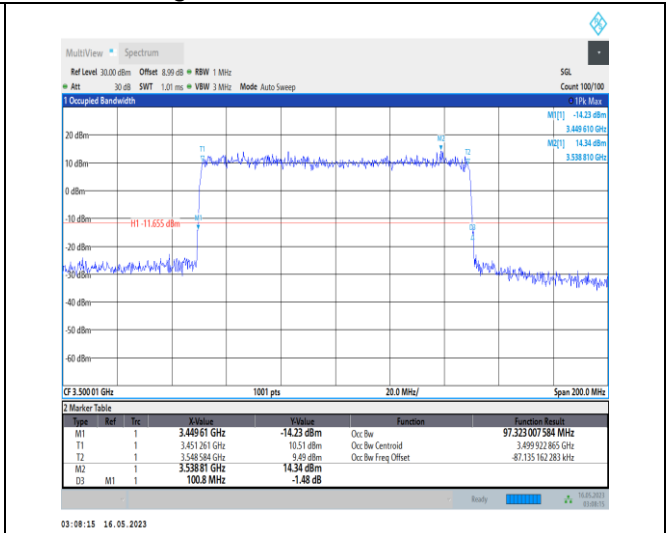 MultiView Spectrum
Ref Level 30.00 dBm Offset 8.99 dB RBW 1 MHz SGL
Att 30 dB SWT 1.01 ms VBW 3 MHz Mode Auto Sweep Count 100/100
1 Occupied Bandwidth 1Pk Max
M1[1] -14.23 dBm
3.449 610 GHz
M2[1] 14.34 dBm
3.538 810 GHz
20 dBm
M2
T1
T2
10 dBm
0 dBm
-10 dBm
M1
H1 -11.655 dBm
D3
-20 dBm
-30 dBm
-40 dBm
-50 dBm
-60 dBm
CF 3.500 01 GHz 1001 pts 20.0 MHz/ Span 200.0 MHz
2 Marker Table
Type Ref Trc X-Value Y-Value Function Function Result
M1 1 3.449 61 GHz -14.23 dBm Occ Bw 97.323 007 584 MHz
T1 1 3.451 261 GHz 10.51 dBm Occ Bw Centroid 3.499 922 865 GHz
T2 1 3.548 584 GHz 9.49 dBm Occ Bw Freq Offset -87.135 162 283 kHz
M2 1 3.538 81 GHz 14.34 dBm
D3 M1 1 100.8 MHz -1.48 dB
Ready 16.05.2023
03:08:15
03:08:15 16.05.2023